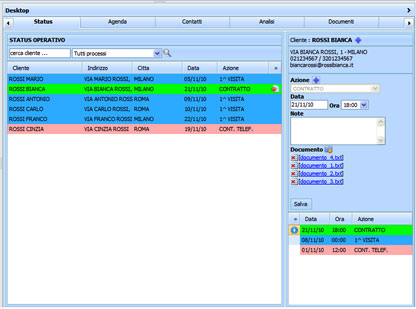 Desktop
Status Agenda Contatti Analisi Documenti
STATUS OPERATIVO
cerca cliente ... Tutti processi
Cliente Indirizzo Citta Data Azione
ROSSI MARIO VIA MARIO ROSSI, MILANO 05/11/10 1^ VISITA
ROSSI BIANCA VIA BIANCA ROSSI, MILANO 21/11/10 CONTRATTO
ROSSI ANTONIO VIA ANTONIO ROSS ROMA 09/11/10 1^ VISITA
ROSSI CARLO VIA CARLO ROSSI, ROMA 10/11/10 1^ VISITA
ROSSI FRANCO VIA FRANCO ROSSI MILANO 22/11/10 1^ VISITA
ROSSI CINZIA VIA CINZIA ROSSI ROMA 19/11/10 CONT. TELEF.
Cliente : ROSSI BIANCA
VIA BIANCA ROSSI, 1 - MILANO
021234567 / 3201234567
biancarossi@rossibianca.it
Azione
CONTRATTO
Data
21/11/10 Ora 18:00
Note
Documento
[documento_4.txt]
[documento_1.txt]
[documento_2.txt]
[documento_3.txt]
Salva
Data Ora Azione
21/11/10 18:00 CONTRATTO
08/11/10 00:00 1^ VISITA
01/11/10 12:00 CONT. TELEF.